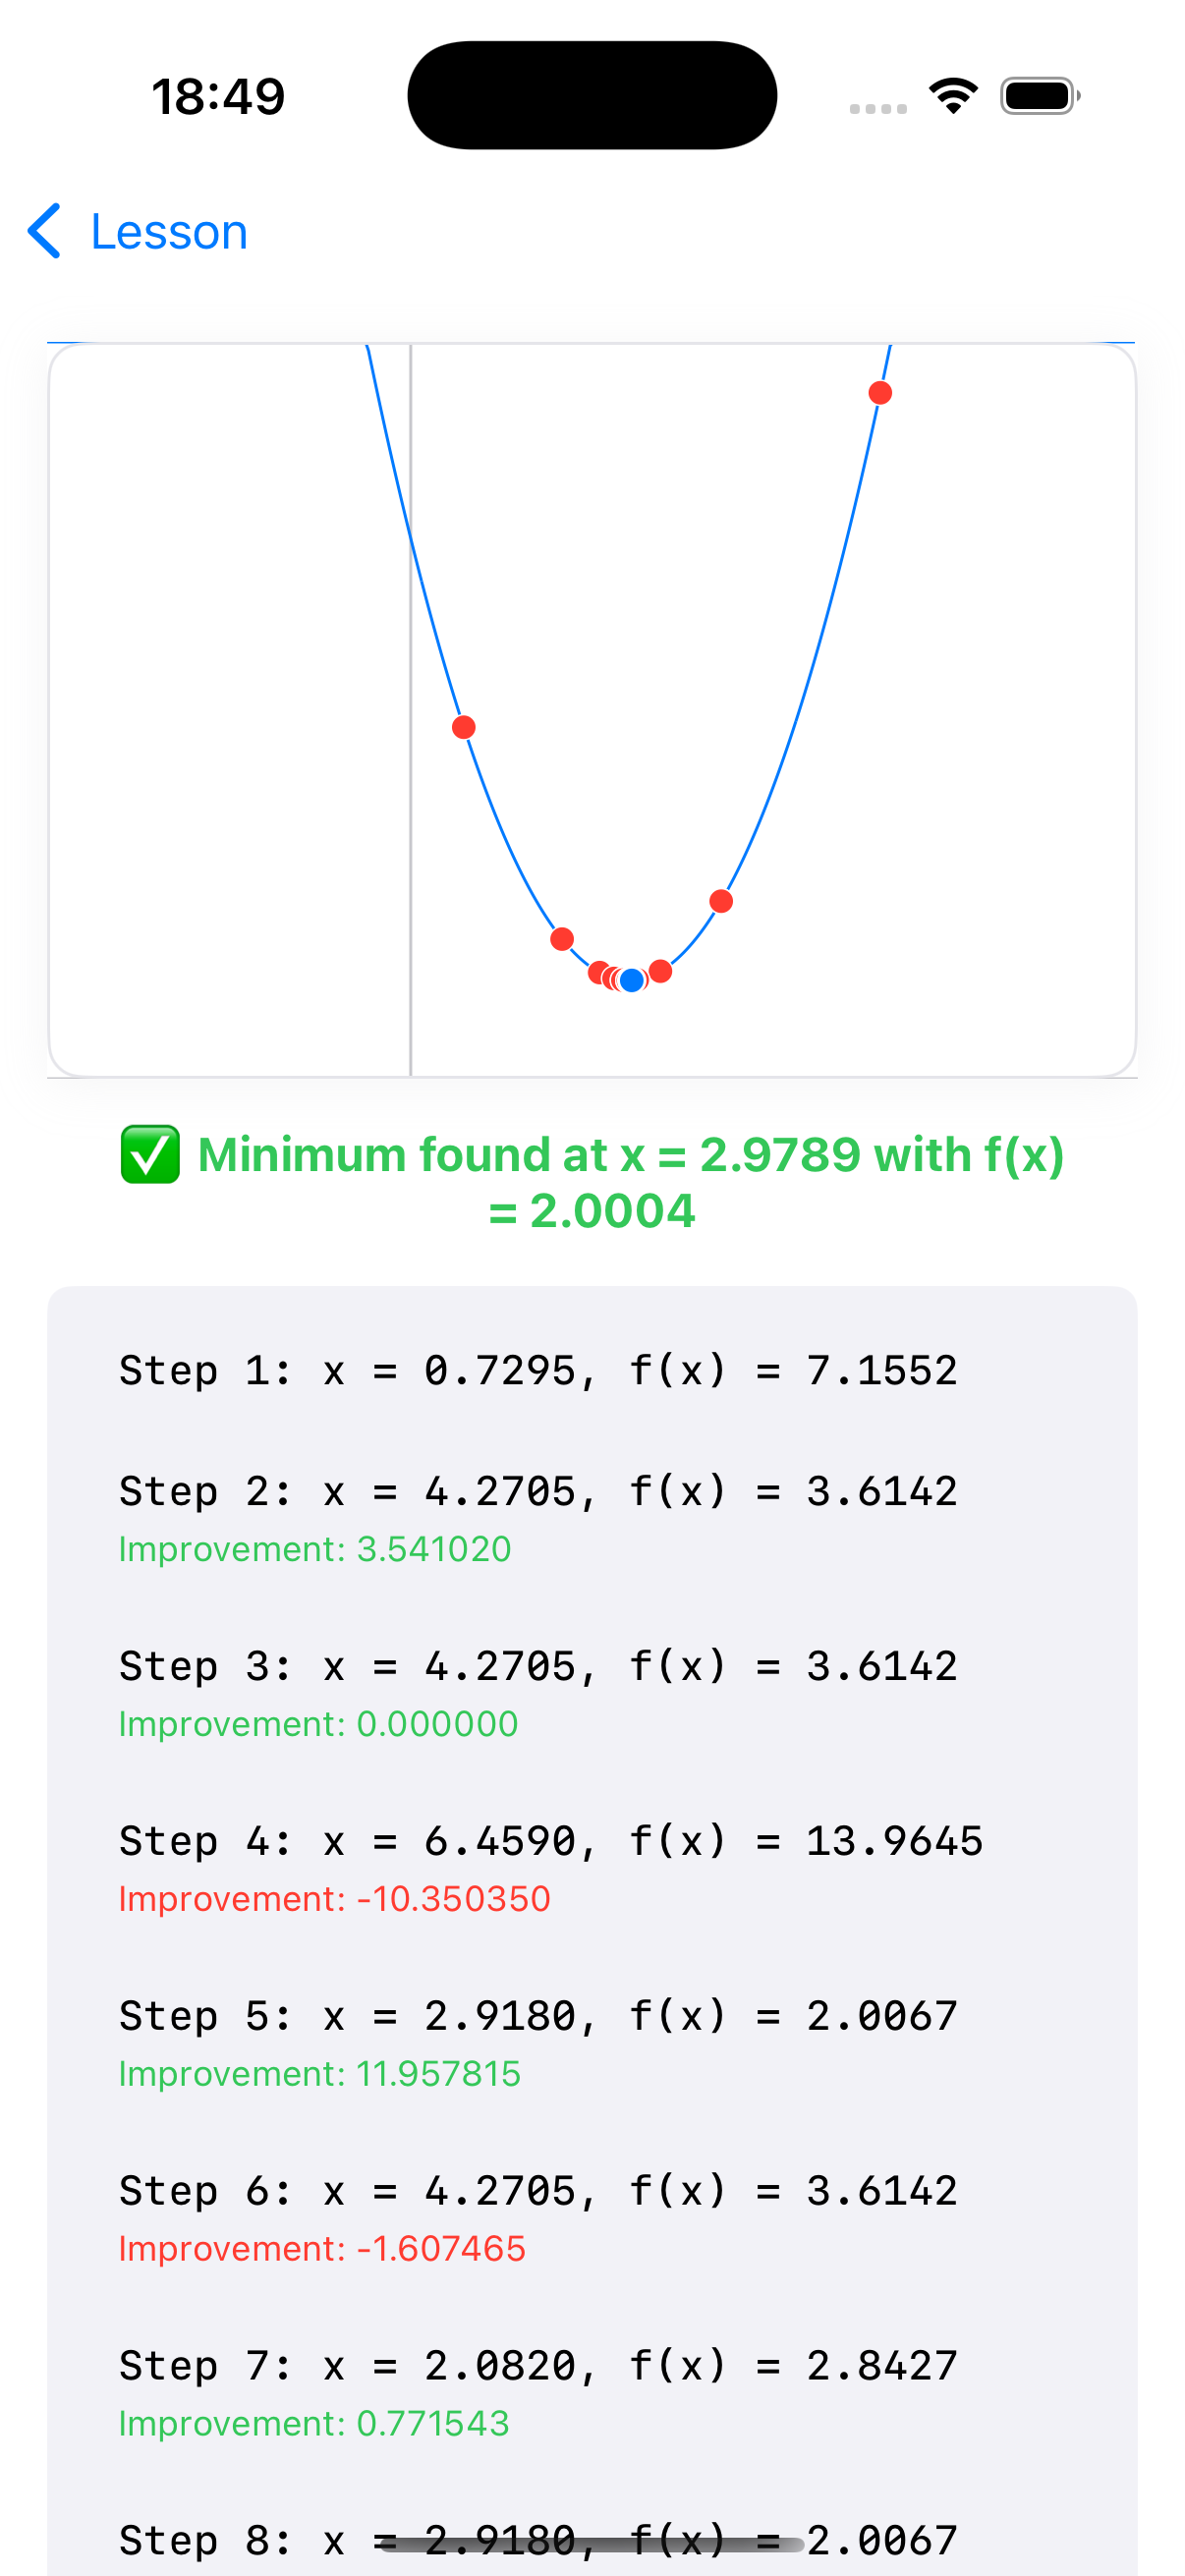 18:49
Lesson
✅ Minimum found at x = 2.9789 with f(x)
= 2.0004
Step 1: x = 0.7295, f(x) = 7.1552
Step 2: x = 4.2705, f(x) = 3.6142
Improvement: 3.541020
Step 3: x = 4.2705, f(x) = 3.6142
Improvement: 0.000000
Step 4: x = 6.4590, f(x) = 13.9645
Improvement: -10.350350
Step 5: x = 2.9180, f(x) = 2.0067
Improvement: 11.957815
Step 6: x = 4.2705, f(x) = 3.6142
Improvement: -1.607465
Step 7: x = 2.0820, f(x) = 2.8427
Improvement: 0.771543
Step 8: x = 2.9180, f(x) = 2.0067